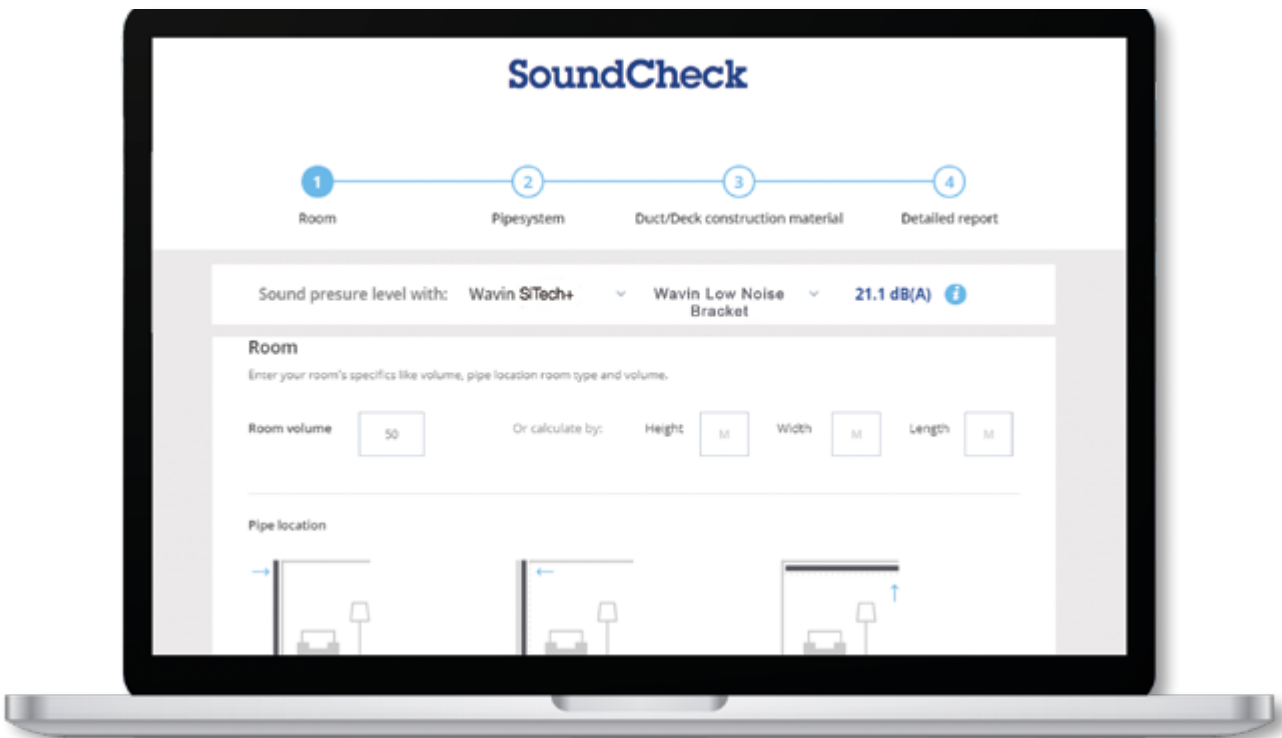 SoundCheck
1 2 3 4
Room Pipesystem Duct/Deck construction material Detailed report
Sound presure level with: Wavin SiTech+ Wavin Low Noise Bracket 21.1 dB(A) i
Room
Enter your room's specifics like volume, pipe location room type and volume.
Room volume 50 Or calculate by: Height M Width M Length M
Pipe location